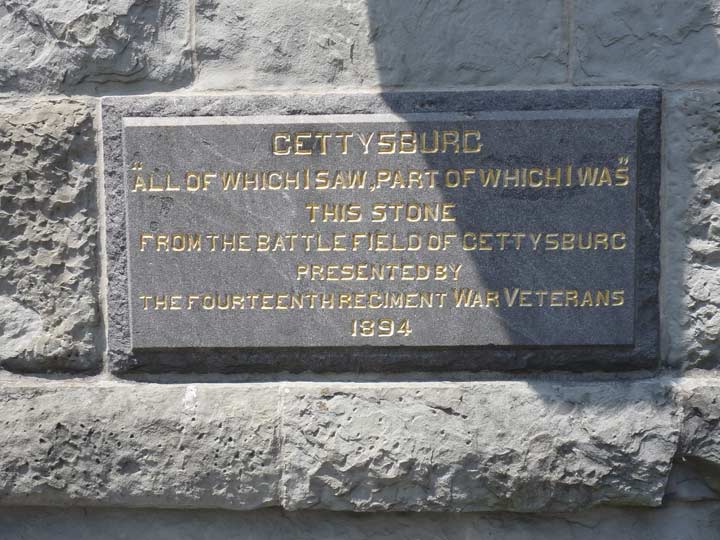 GETTYSBURG
"ALL OF WHICH I SAW, PART OF WHICH I WAS"
THIS STONE
FROM THE BATTLEFIELD OF GETTYSBURG
PRESENTED BY
THE FOURTEENTH REGIMENT WAR VETERANS
1894